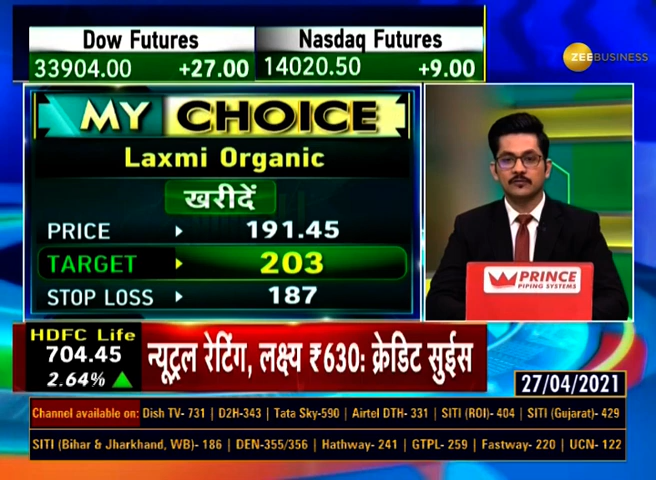 Dow Futures
33904.00 +27.00
Nasdaq Futures
14020.50 +9.00
ZEEBUSINESS
MY CHOICE
Laxmi Organic
खरीदें
PRICE 191.45
TARGET 203
STOP LOSS 187
PRINCE
PIPING SYSTEMS
HDFC Life
704.45
2.64%
न्यूट्रल रेटिंग, लक्ष्य ₹630: क्रेडिट सुईस
27/04/2021
Channel available on: Dish TV- 731 | D2H-343 | Tata Sky-590 | Airtel DTH- 331 | SITI (ROI)- 404 | SITI (Gujarat)- 429
SITI (Bihar & Jharkhand, WB)- 186 | DEN-355/356 | Hathway- 241 | GTPL- 259 | Fastway- 220 | UCN- 122